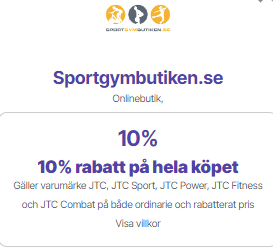 SPORTGYMBUTIKEN.SE
Sportgymbutiken.se
Onlinebutik,
10%
10% rabatt på hela köpet
Gäller varumärke JTC, JTC Sport, JTC Power, JTC Fitness
och JTC Combat på både ordinarie och rabatterat pris
Visa villkor